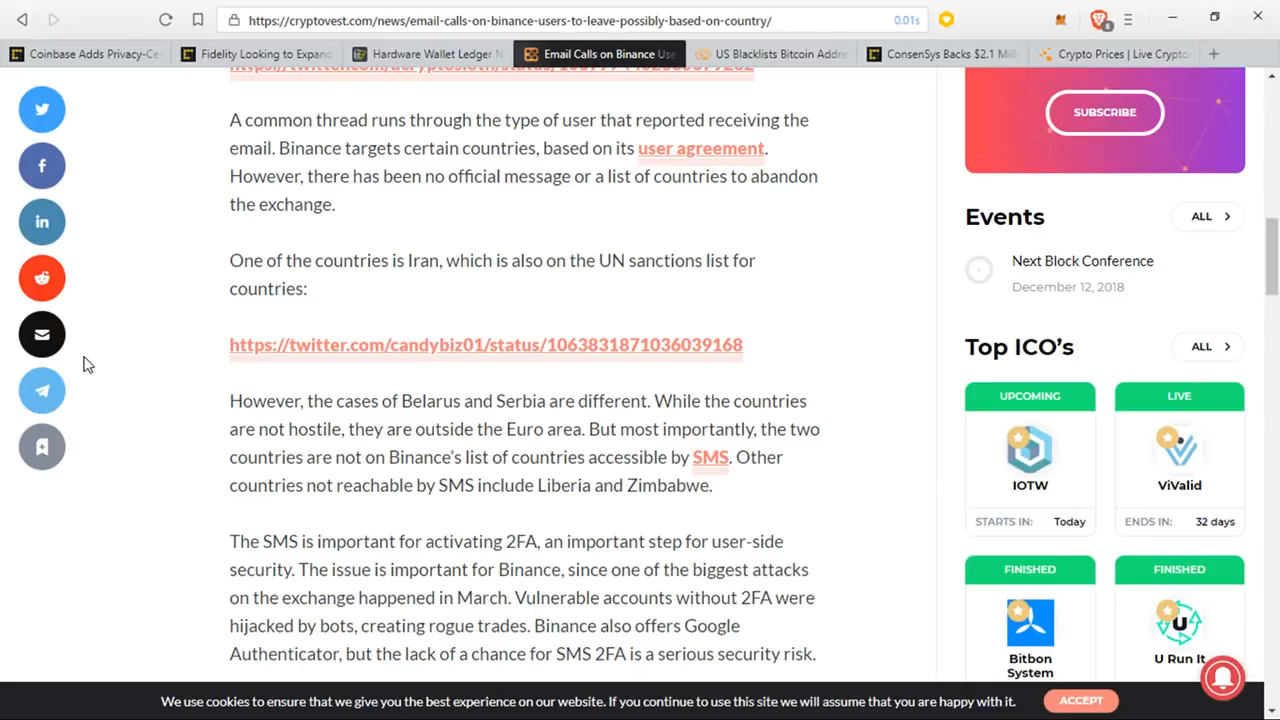 https://cryptovest.com/news/email-calls-on-binance-users-to-leave-possibly-based-on-country/
0.01s
6
Coinbase Adds Privacy-Ce
Fidelity Looking to Expand
Hardware Wallet Ledger N
Email Calls on Binance Use
US Blacklists Bitcoin Addre
ConsenSys Backs $2.1 Mill
Crypto Prices | Live Cryptoc
A common thread runs through the type of user that reported receiving the
email. Binance targets certain countries, based on its user agreement.
However, there has been no official message or a list of countries to abandon
the exchange.
One of the countries is Iran, which is also on the UN sanctions list for
countries:
https://twitter.com/candybiz01/status/1063831871036039168
However, the cases of Belarus and Serbia are different. While the countries
are not hostile, they are outside the Euro area. But most importantly, the two
countries are not on Binance’s list of countries accessible by SMS. Other
countries not reachable by SMS include Liberia and Zimbabwe.
The SMS is important for activating 2FA, an important step for user-side
security. The issue is important for Binance, since one of the biggest attacks
on the exchange happened in March. Vulnerable accounts without 2FA were
hijacked by bots, creating rogue trades. Binance also offers Google
Authenticator, but the lack of a chance for SMS 2FA is a serious security risk.
SUBSCRIBE
Events
ALL
Next Block Conference
December 12, 2018
Top ICO’s
ALL
UPCOMING
IOTW
STARTS IN: Today
LIVE
ViValid
ENDS IN: 32 days
FINISHED
Bitbon
System
FINISHED
U Run It
We use cookies to ensure that we give you the best experience on our website. If you continue to use this site we will assume that you are happy with it.
ACCEPT